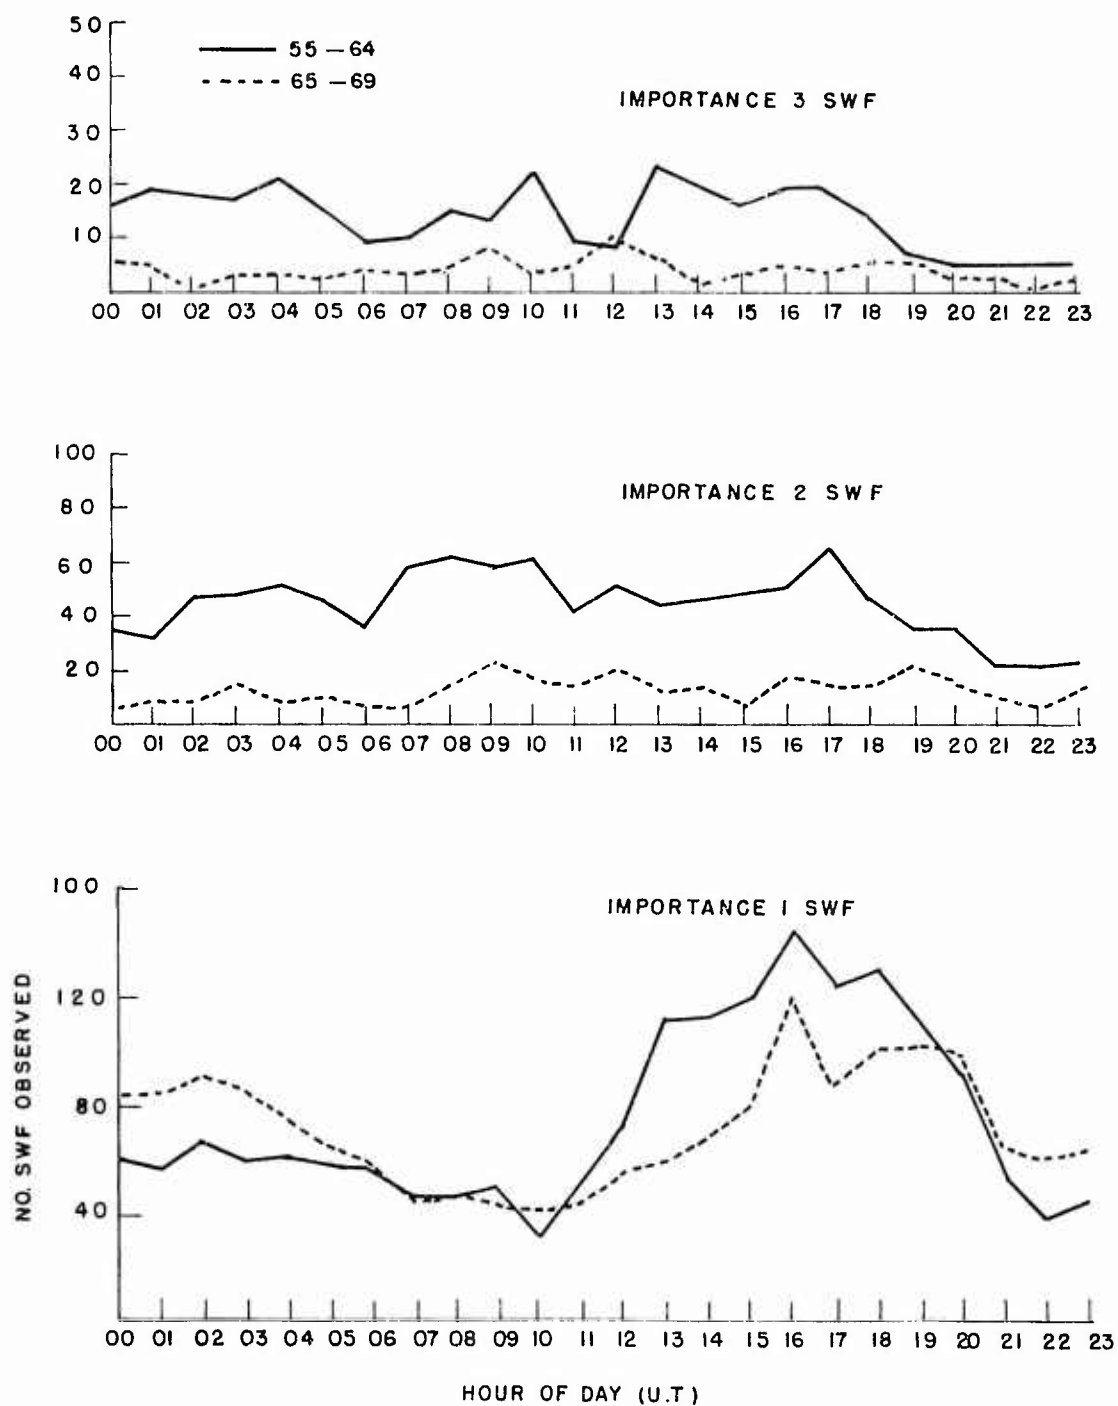 50
55 – 64
40
65 – 69
IMPORTANCE 3 SWF
30
20
10
00 01 02 03 04 05 06 07 08 09 10 11 12 13 14 15 16 17 18 19 20 21 22 23
100
IMPORTANCE 2 SWF
80
60
40
20
00 01 02 03 04 05 06 07 08 09 10 11 12 13 14 15 16 17 18 19 20 21 22 23
100
IMPORTANCE 1 SWF
120
80
40
NO. SWF OBSERVED
00 01 02 03 04 05 06 07 08 09 10 11 12 13 14 15 16 17 18 19 20 21 22 23
HOUR OF DAY (U.T)